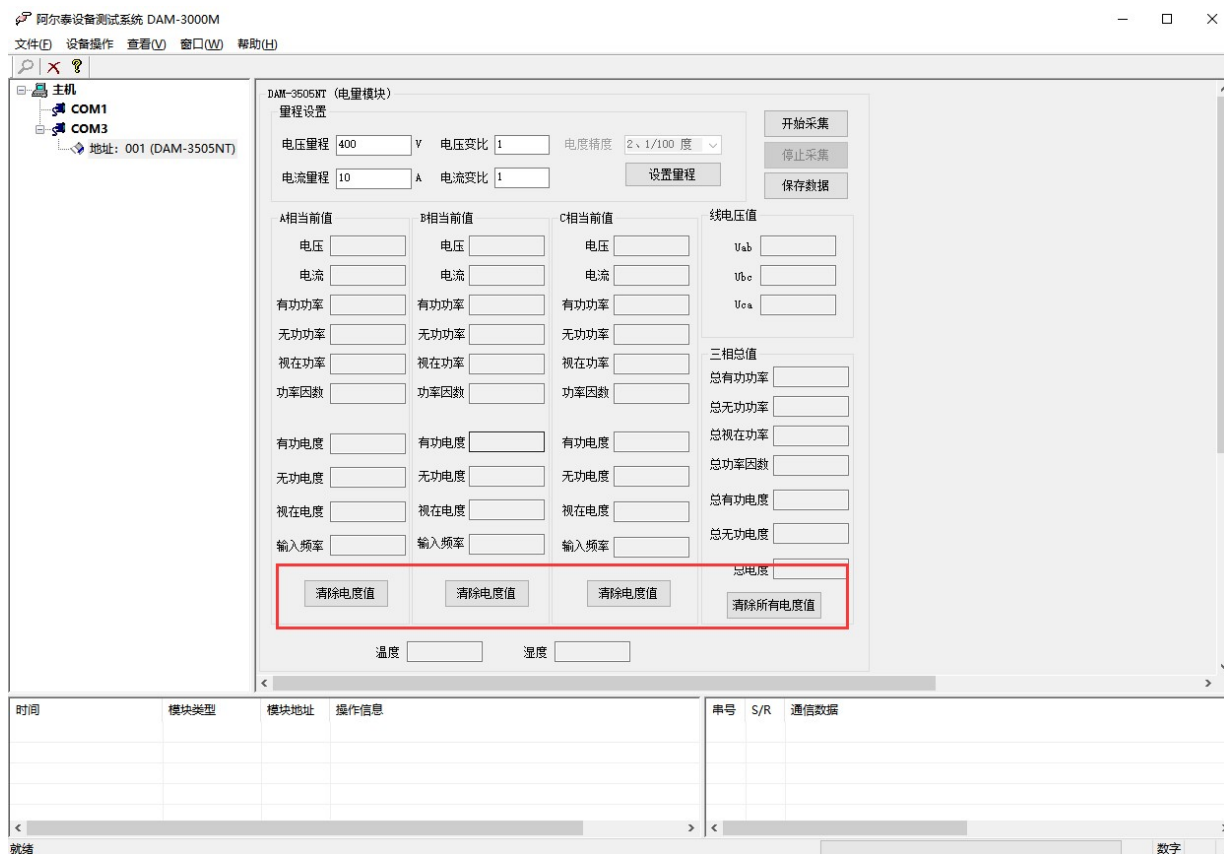 阿尔泰设备测试系统 DAM-3000M
文件(F) 设备操作 查看(V) 窗口(W) 帮助(H)
主机
COM1
COM3
地址: 001 (DAM-3505NT)
DAM-3505NT (电量模块)
量程设置
电压量程 400 V 电压变比 1 电度精度 2、1/100 度
电流量程 10 A 电流变比 1 设置量程
开始采集
停止采集
保存数据
A相当前值
电压
电流
有功功率
无功功率
视在功率
功率因数
有功电度
无功电度
视在电度
输入频率
清除电度值
B相当前值
电压
电流
有功功率
无功功率
视在功率
功率因数
有功电度
无功电度
视在电度
输入频率
清除电度值
C相当前值
电压
电流
有功功率
无功功率
视在功率
功率因数
有功电度
无功电度
视在电度
输入频率
清除电度值
线电压值
Uab
Ubc
Uca
三相总值
总有功功率
总无功功率
总视在功率
总功率因数
总有功电度
总无功电度
总电度
清除所有电度值
温度 湿度
时间 模块类型 模块地址 操作信息
串号 S/R 通信数据
就绪 数字